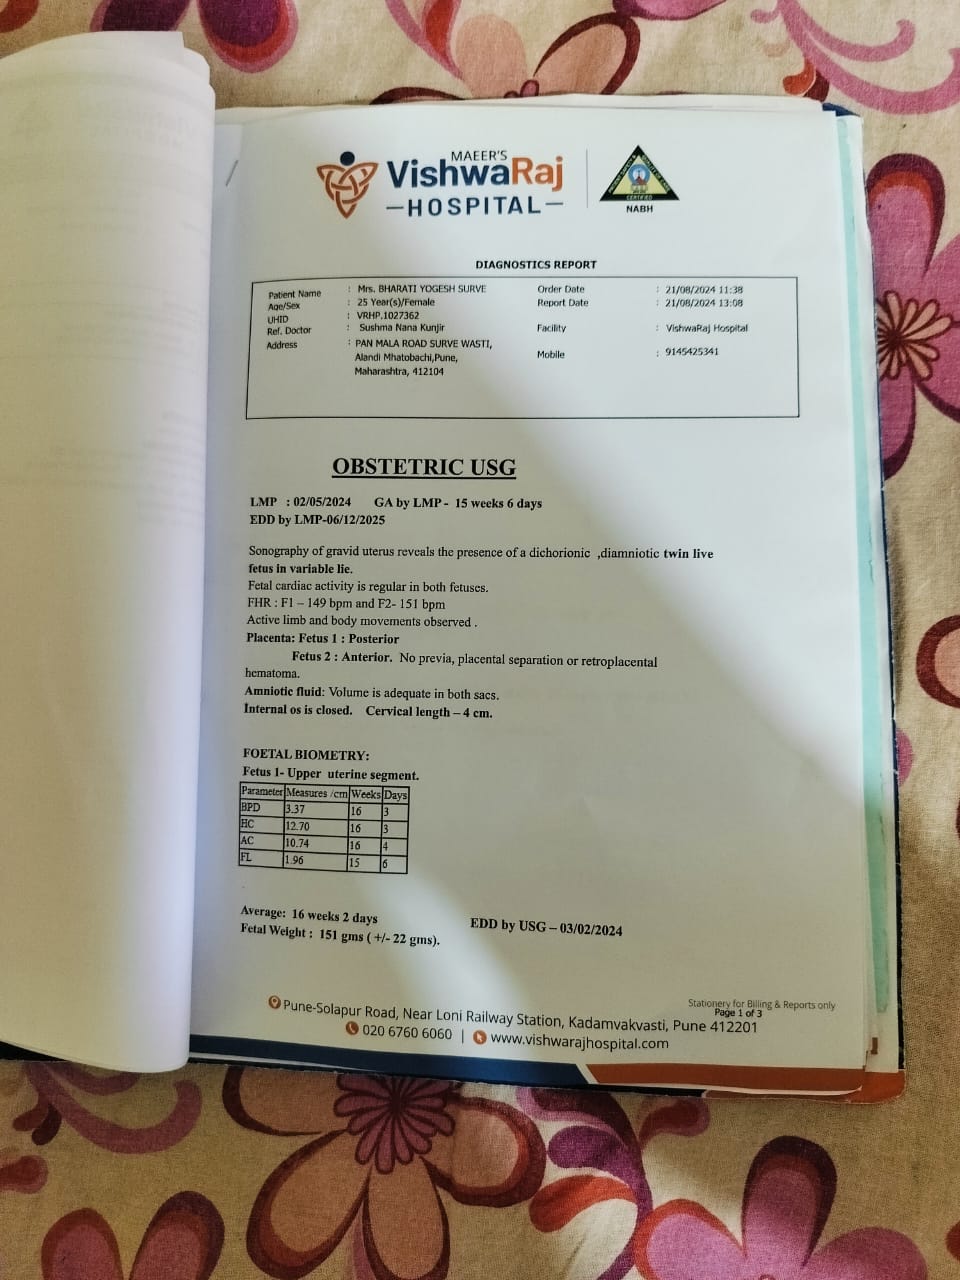 MAEER'S
VishwaRaj
HOSPITAL
NABH
DIAGNOSTICS REPORT
Patient Name : Mrs. BHARATI YOGESH SURVE Order Date : 21/08/2024 11:38
Age/Sex : 25 Year(s)/Female Report Date : 21/08/2024 13:08
UHID : VRHP.1027362
Ref. Doctor : Sushma Nana Kunjir Facility : VishwaRaj Hospital
Address : PAN MALA ROAD SURVE WASTI,
Alandi Mhatobachi,Pune, Mobile : 9145425341
Maharashtra, 412104
OBSTETRIC USG
LMP : 02/05/2024 GA by LMP - 15 weeks 6 days
EDD by LMP-06/12/2025
Sonography of gravid uterus reveals the presence of a dichorionic ,diamniotic twin live
fetus in variable lie.
Fetal cardiac activity is regular in both fetuses.
FHR : F1 – 149 bpm and F2- 151 bpm
Active limb and body movements observed .
Placenta: Fetus 1 : Posterior
Fetus 2 : Anterior. No previa, placental separation or retroplacental
hematoma.
Amniotic fluid: Volume is adequate in both sacs.
Internal os is closed. Cervical length – 4 cm.
FOETAL BIOMETRY:
Fetus 1- Upper uterine segment.
Parameter Measures /cm Weeks Days
BPD 3.37 16 3
HC 12.70 16 3
AC 10.74 16 4
FL 1.96 15 6
Average: 16 weeks 2 days EDD by USG – 03/02/2024
Fetal Weight : 151 gms ( +/- 22 gms).
Stationery for Billing & Reports only
Page 1 of 3
Pune-Solapur Road, Near Loni Railway Station, Kadamvakvasti, Pune 412201
020 6760 6060 | www.vishwarajhospital.com